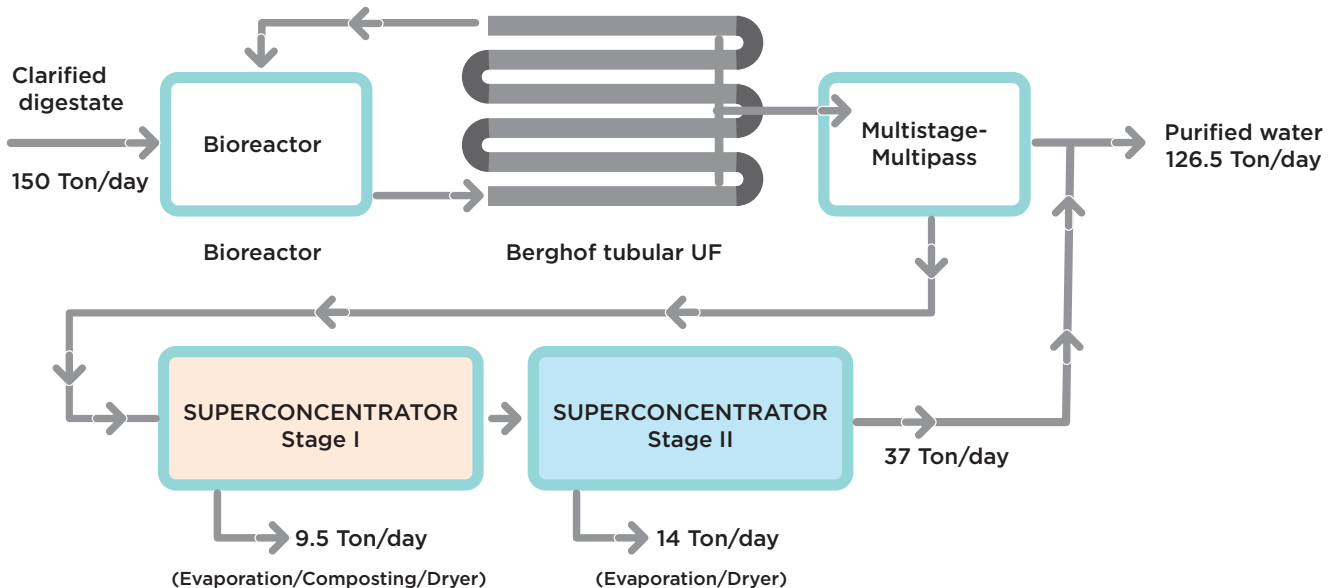 Clarified
digestate
150 Ton/day
Bioreactor
Bioreactor
Berghof tubular UF
Multistage-
Multipass
Purified water
126.5 Ton/day
SUPERCONCENTRATOR
Stage I
SUPERCONCENTRATOR
Stage II
37 Ton/day
9.5 Ton/day
(Evaporation/Composting/Dryer)
14 Ton/day
(Evaporation/Dryer)